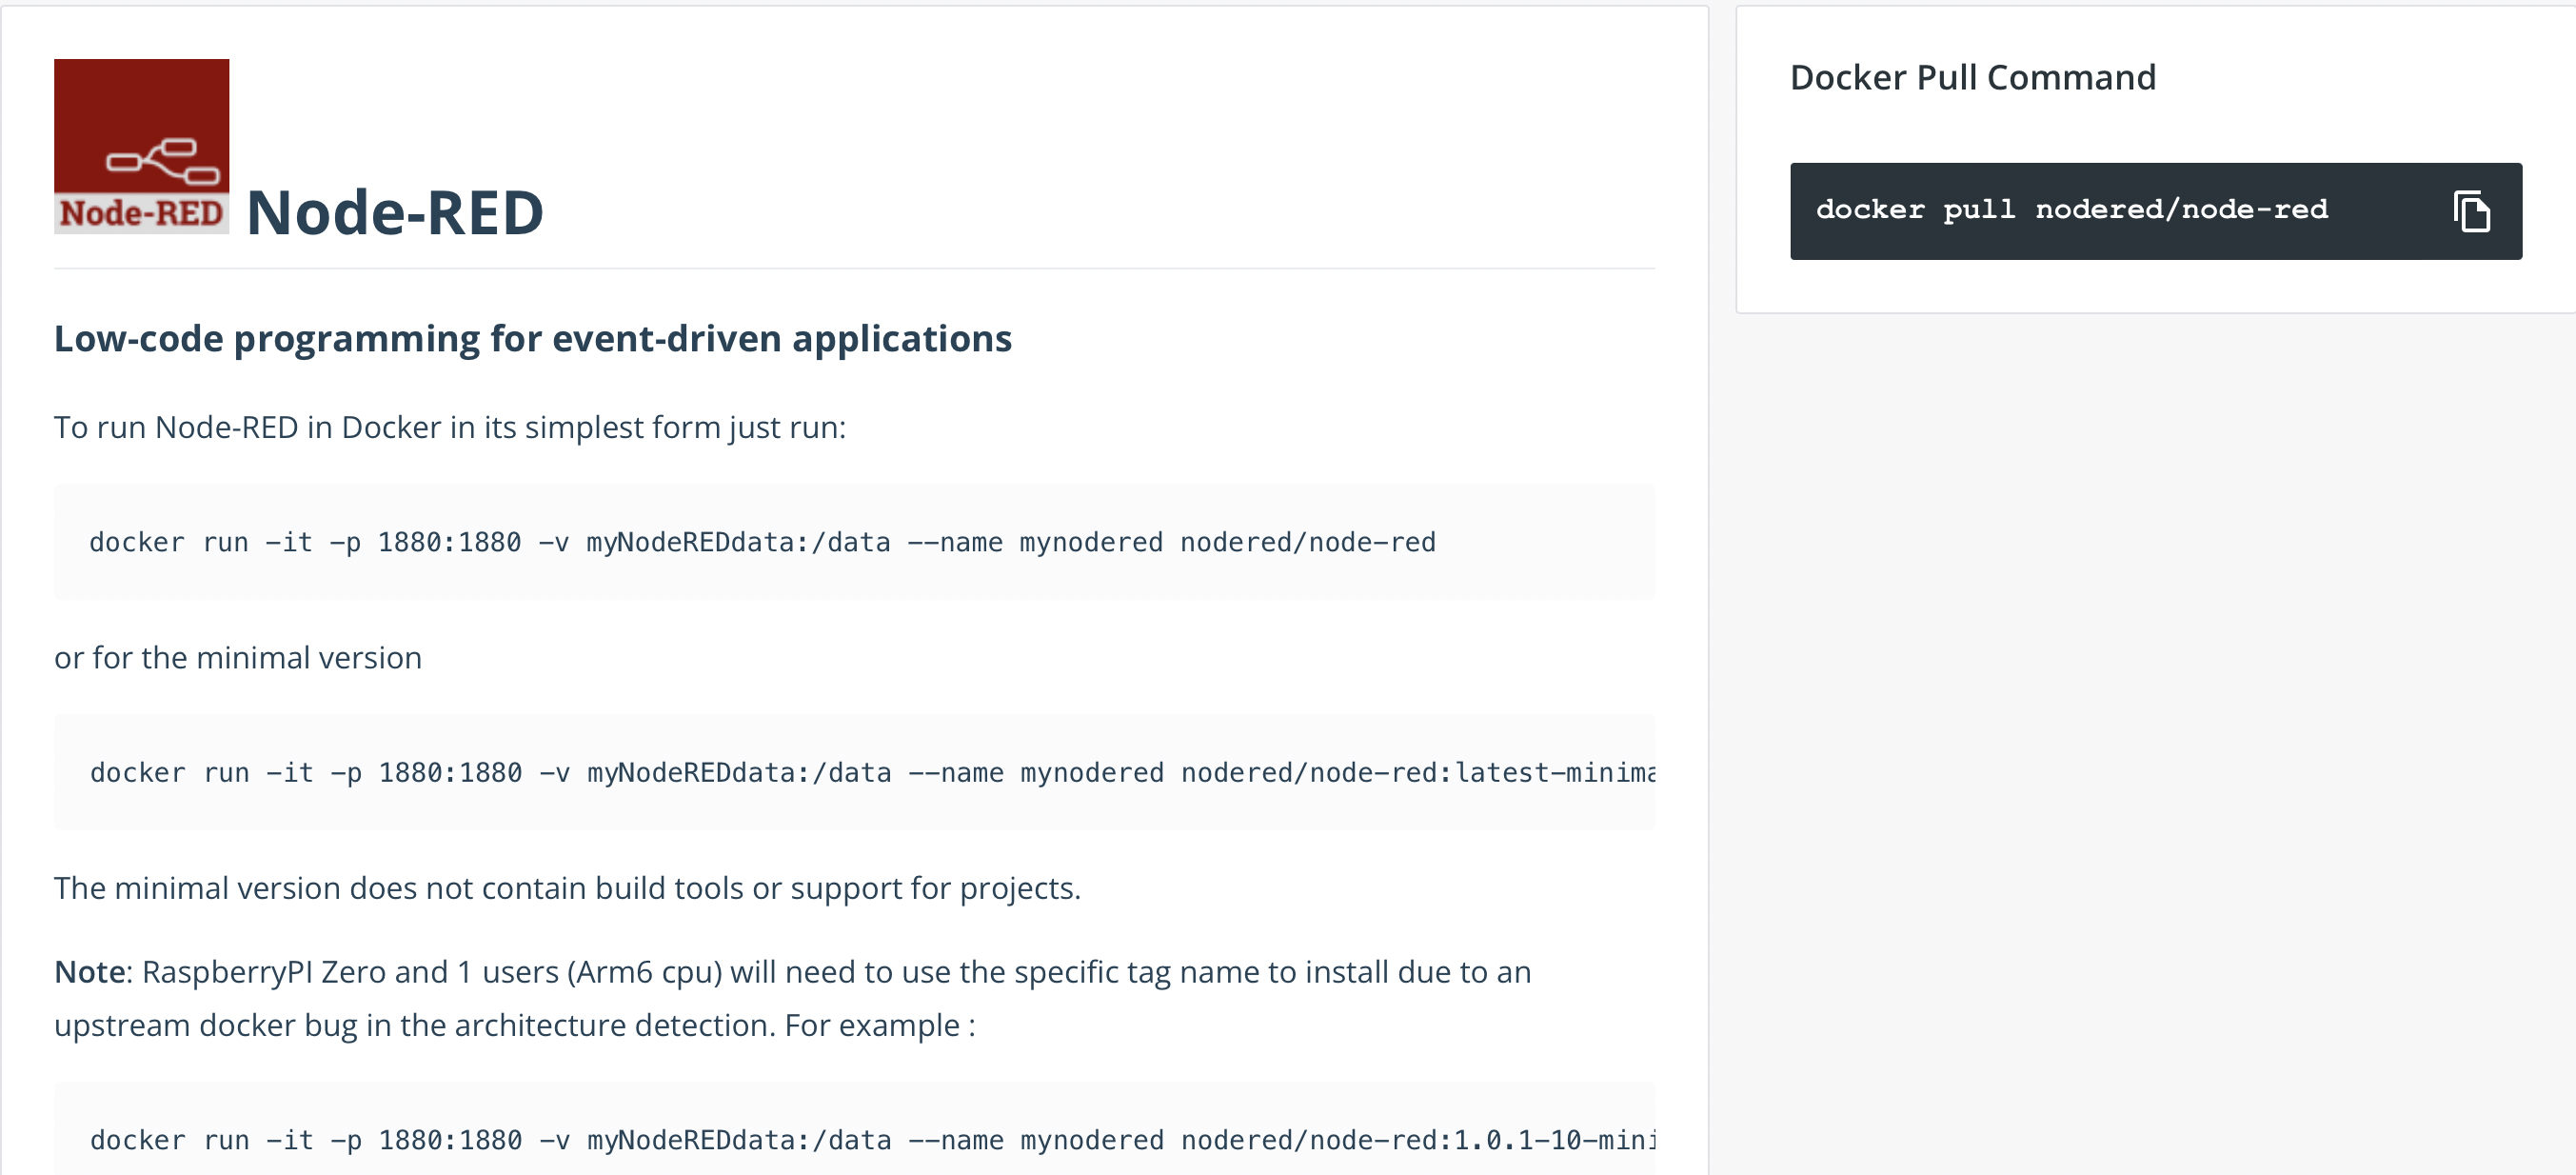 Node-RED
Node-RED
Low-code programming for event-driven applications
To run Node-RED in Docker in its simplest form just run:
docker run -it -p 1880:1880 -v myNodeREDdata:/data --name mynodered nodered/node-red
or for the minimal version
docker run -it -p 1880:1880 -v myNodeREDdata:/data --name mynodered nodered/node-red:latest-minima
The minimal version does not contain build tools or support for projects.
Note: RaspberryPI Zero and 1 users (Arm6 cpu) will need to use the specific tag name to install due to an
upstream docker bug in the architecture detection. For example :
docker run -it -p 1880:1880 -v myNodeREDdata:/data --name mynodered nodered/node-red:1.0.1-10-mini
Docker Pull Command
docker pull nodered/node-red